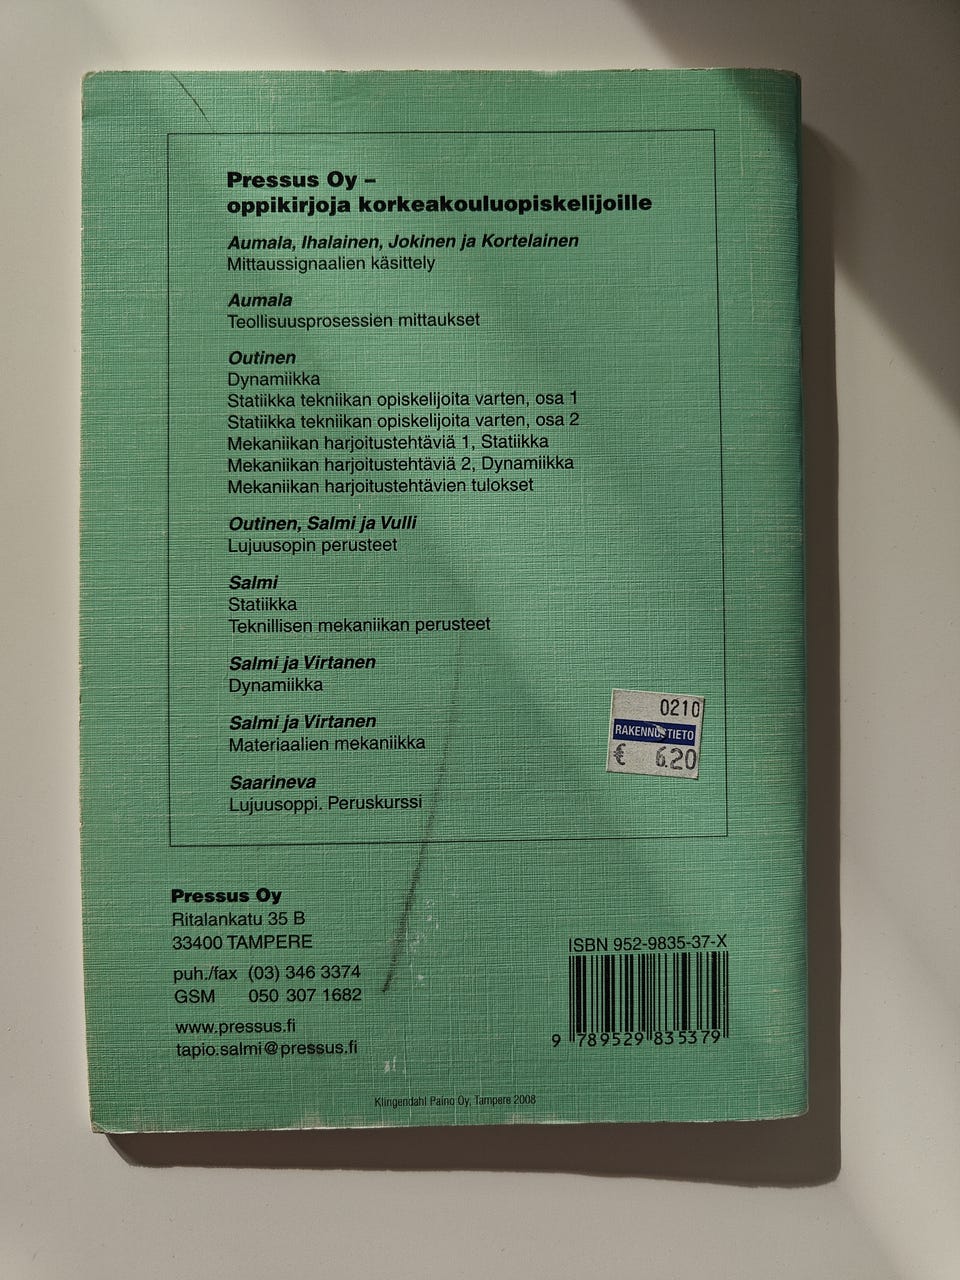 Pressus Oy –
oppikirjoja korkeakouluopiskelijoille
Aumala, Ihalainen, Jokinen ja Kortelainen
Mittaussignaalien käsittely
Aumala
Teollisuusprosessien mittaukset
Outinen
Dynamiikka
Statiikka tekniikan opiskelijoita varten, osa 1
Statiikka tekniikan opiskelijoita varten, osa 2
Mekaniikan harjoitustehtäviä 1, Statiikka
Mekaniikan harjoitustehtäviä 2, Dynamiikka
Mekaniikan harjoitustehtävien tulokset
Outinen, Salmi ja Vulli
Lujuusopin perusteet
Salmi
Statiikka
Teknillisen mekaniikan perusteet
Salmi ja Virtanen
Dynamiikka
Salmi ja Virtanen
Materiaalien mekaniikka
Saarineva
Lujuusoppi. Peruskurssi
0210
RAKENNUSTIETO
€ 6.20
Pressus Oy
Ritalankatu 35 B
33400 TAMPERE
puh./fax (03) 346 3374
GSM 050 307 1682
www.pressus.fi
tapio.salmi@pressus.fi
ISBN 952-9835-37-X
9 789529 835379
Klingendahl Paino Oy, Tampere 2008